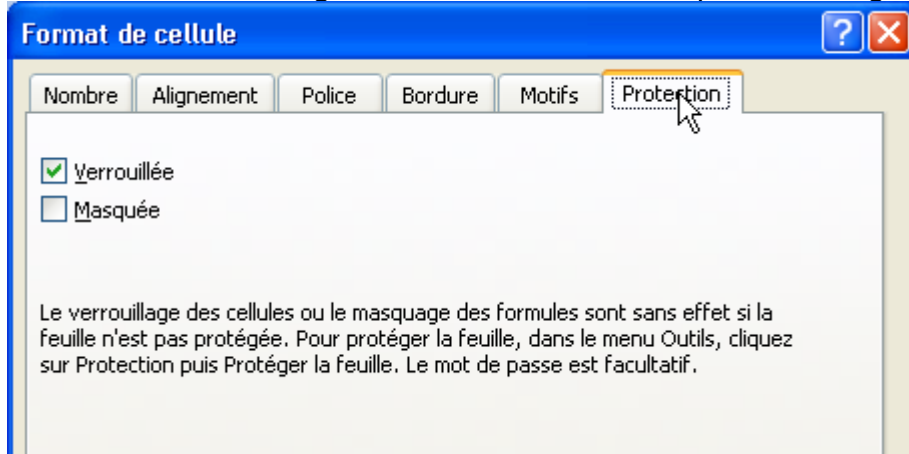 Format de cellule
Nombre Alignement Police Bordure Motifs Protection
Verrouillée
Masquée
Le verrouillage des cellules ou le masquage des formules sont sans effet si la
feuille n'est pas protégée. Pour protéger la feuille, dans le menu Outils, cliquez
sur Protection puis Protéger la feuille. Le mot de passe est facultatif.